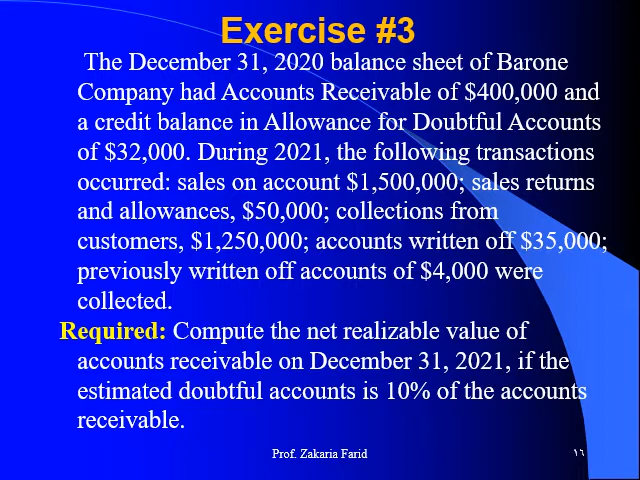 Exercise #3
The December 31, 2020 balance sheet of Barone
Company had Accounts Receivable of $400,000 and
a credit balance in Allowance for Doubtful Accounts
of $32,000. During 2021, the following transactions
occurred: sales on account $1,500,000; sales returns
and allowances, $50,000; collections from
customers, $1,250,000; accounts written off $35,000;
previously written off accounts of $4,000 were
collected.
Required: Compute the net realizable value of
accounts receivable on December 31, 2021, if the
estimated doubtful accounts is 10% of the accounts
receivable.
Prof. Zakaria Farid
١٦